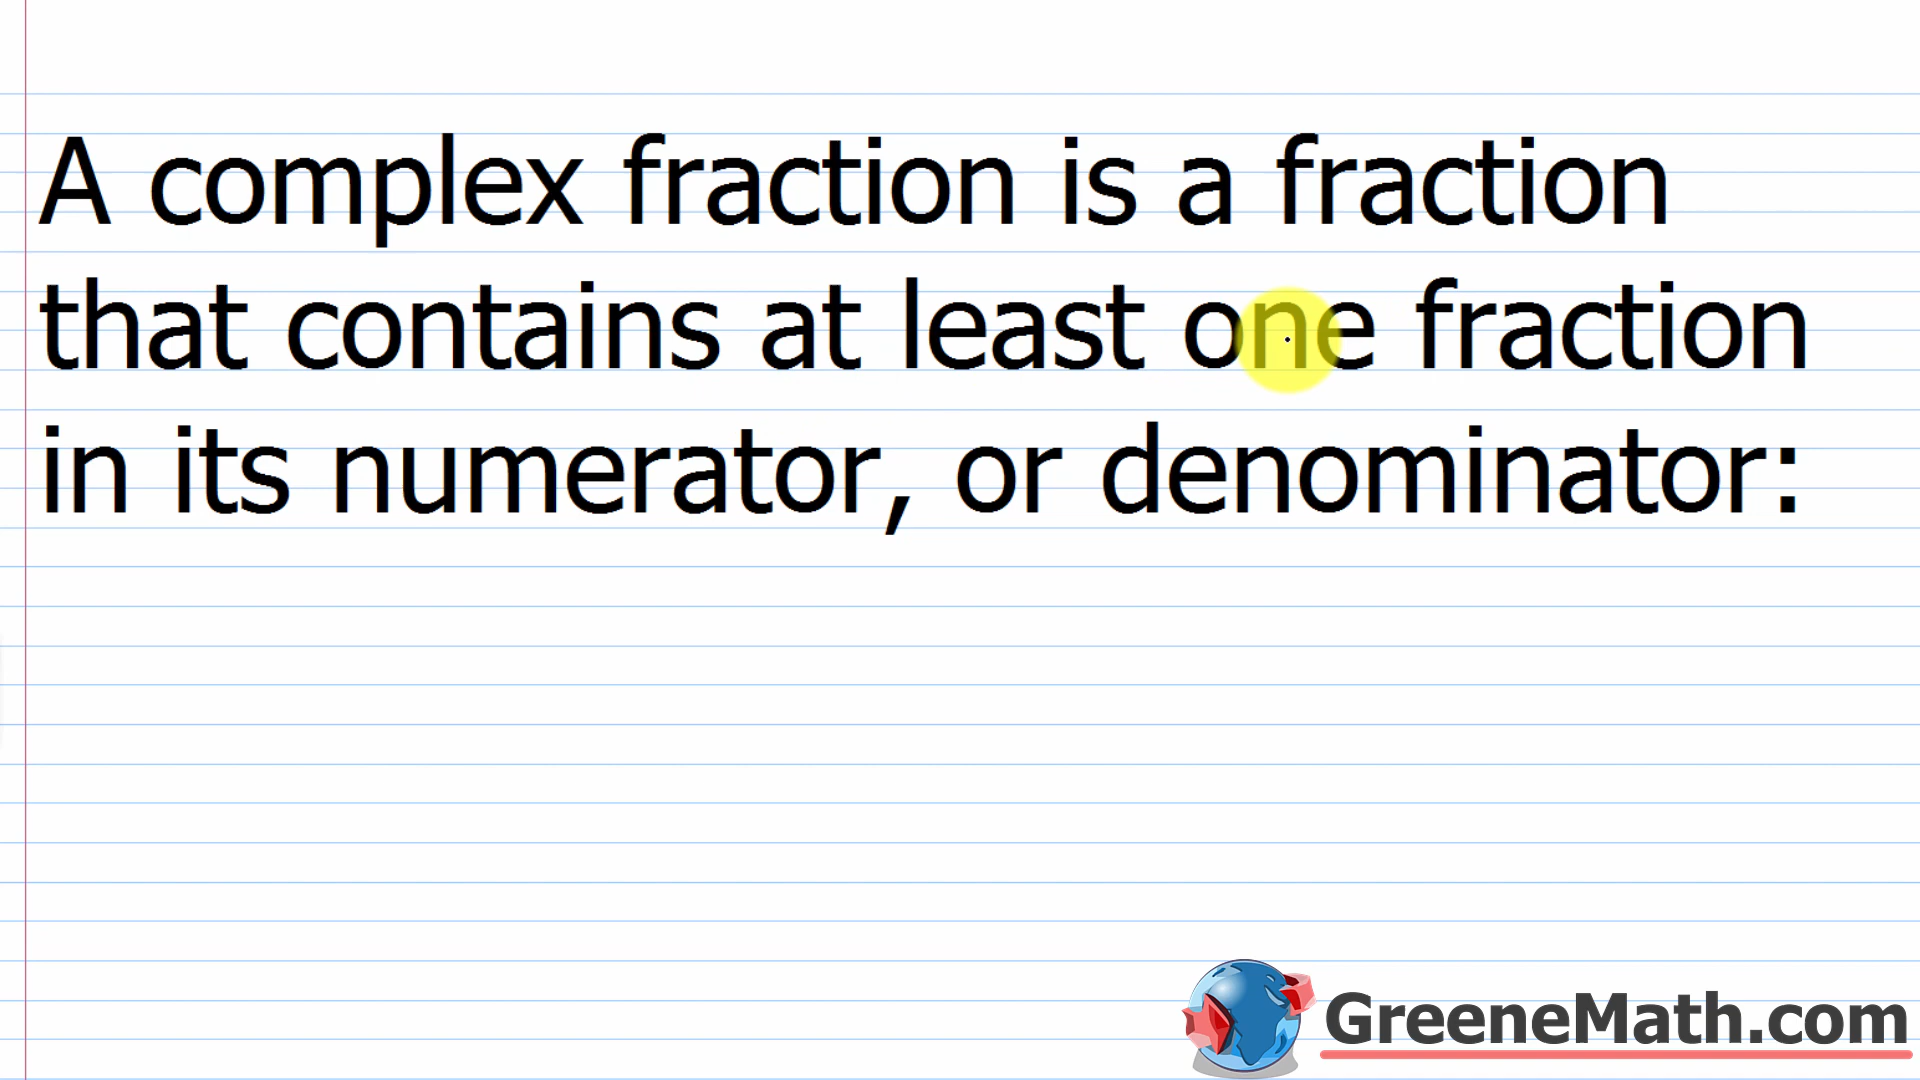 A complex fraction is a fraction
that contains at least one fraction
in its numerator, or denominator:
GreeneMath.com